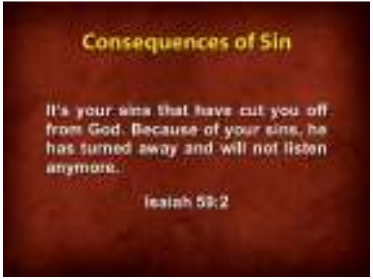 Consequences of Sin
It's your sins that have cut you off
from God. Because of your sins, he
has turned away and will not listen
anymore.
Isaiah 59:2